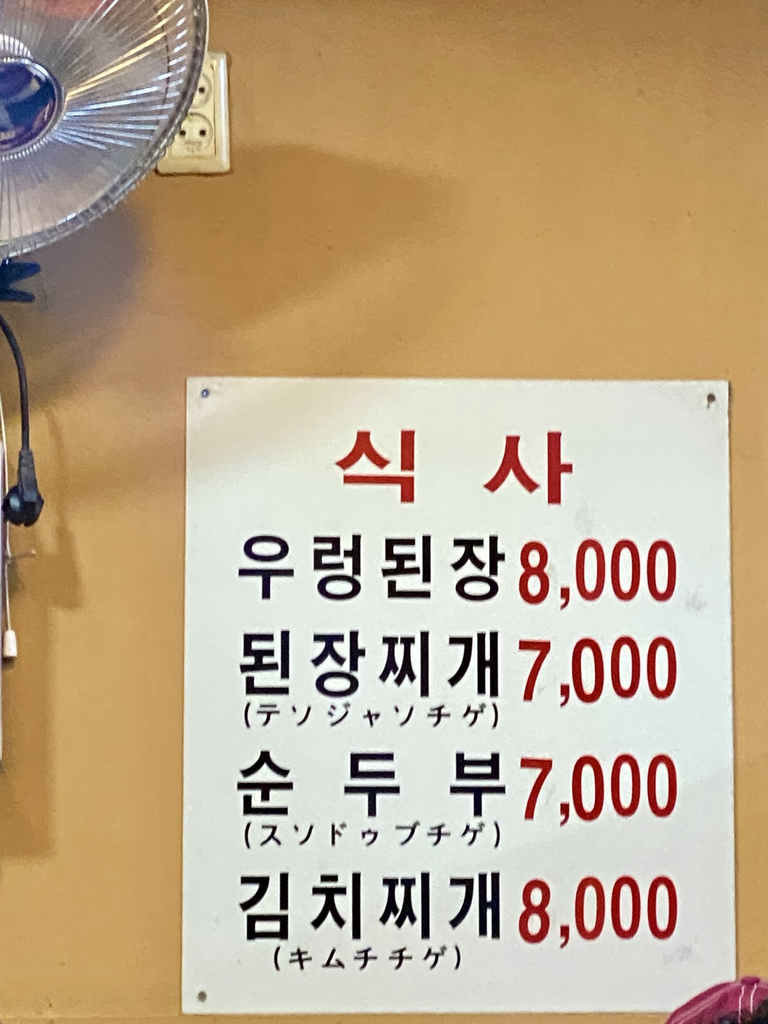 식사
우렁된장 8,000
된장찌개 7,000
(テソジャソチゲ)
순두부 7,000
(スソドゥブチゲ)
김치찌개 8,000
(キムチチゲ)